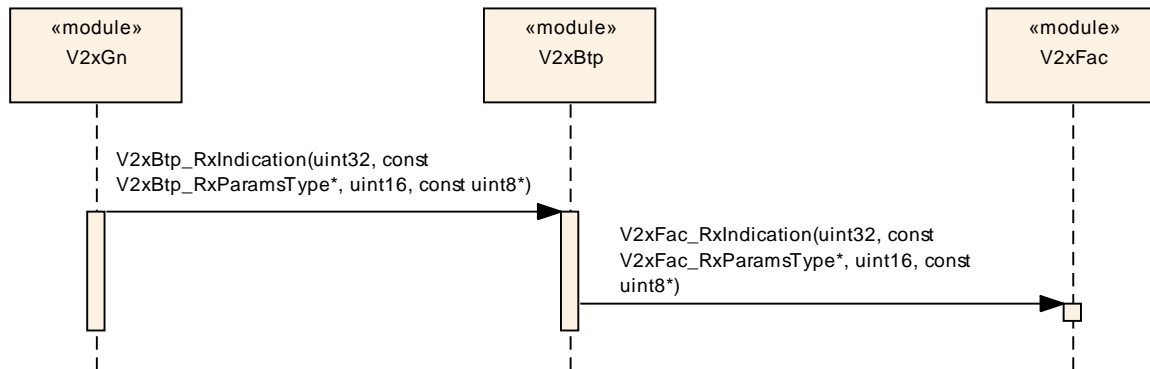 «module»
V2xGn
«module»
V2xBtp
«module»
V2xFac
V2xBtp_RxIndication(uint32, const
V2xBtp_RxParamsType*, uint16, const uint8*)
V2xFac_RxIndication(uint32, const
V2xFac_RxParamsType*, uint16, const
uint8*)